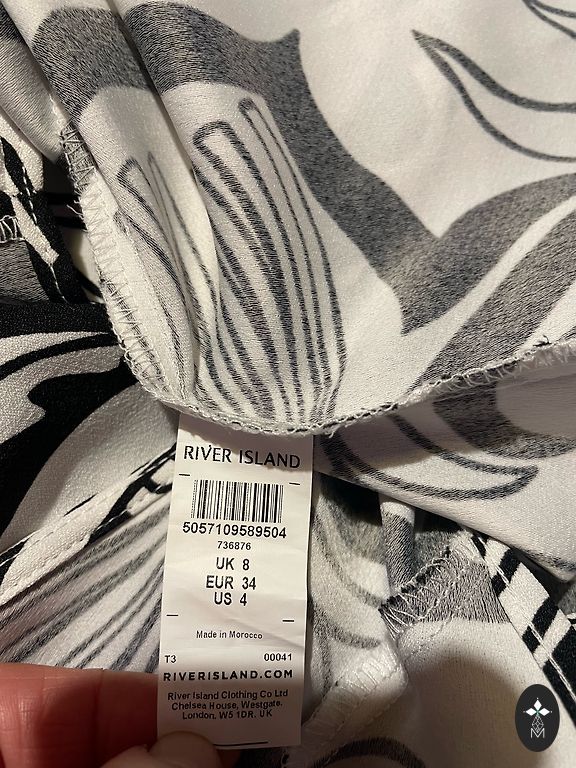 RIVER ISLAND
5057109589504
736876
UK 8
EUR 34
US 4
Made in Morocco
T3 00041
RIVERISLAND.COM
River Island Clothing Co Ltd
Chelsea House, Westgate,
London, W5 1DR, UK
M